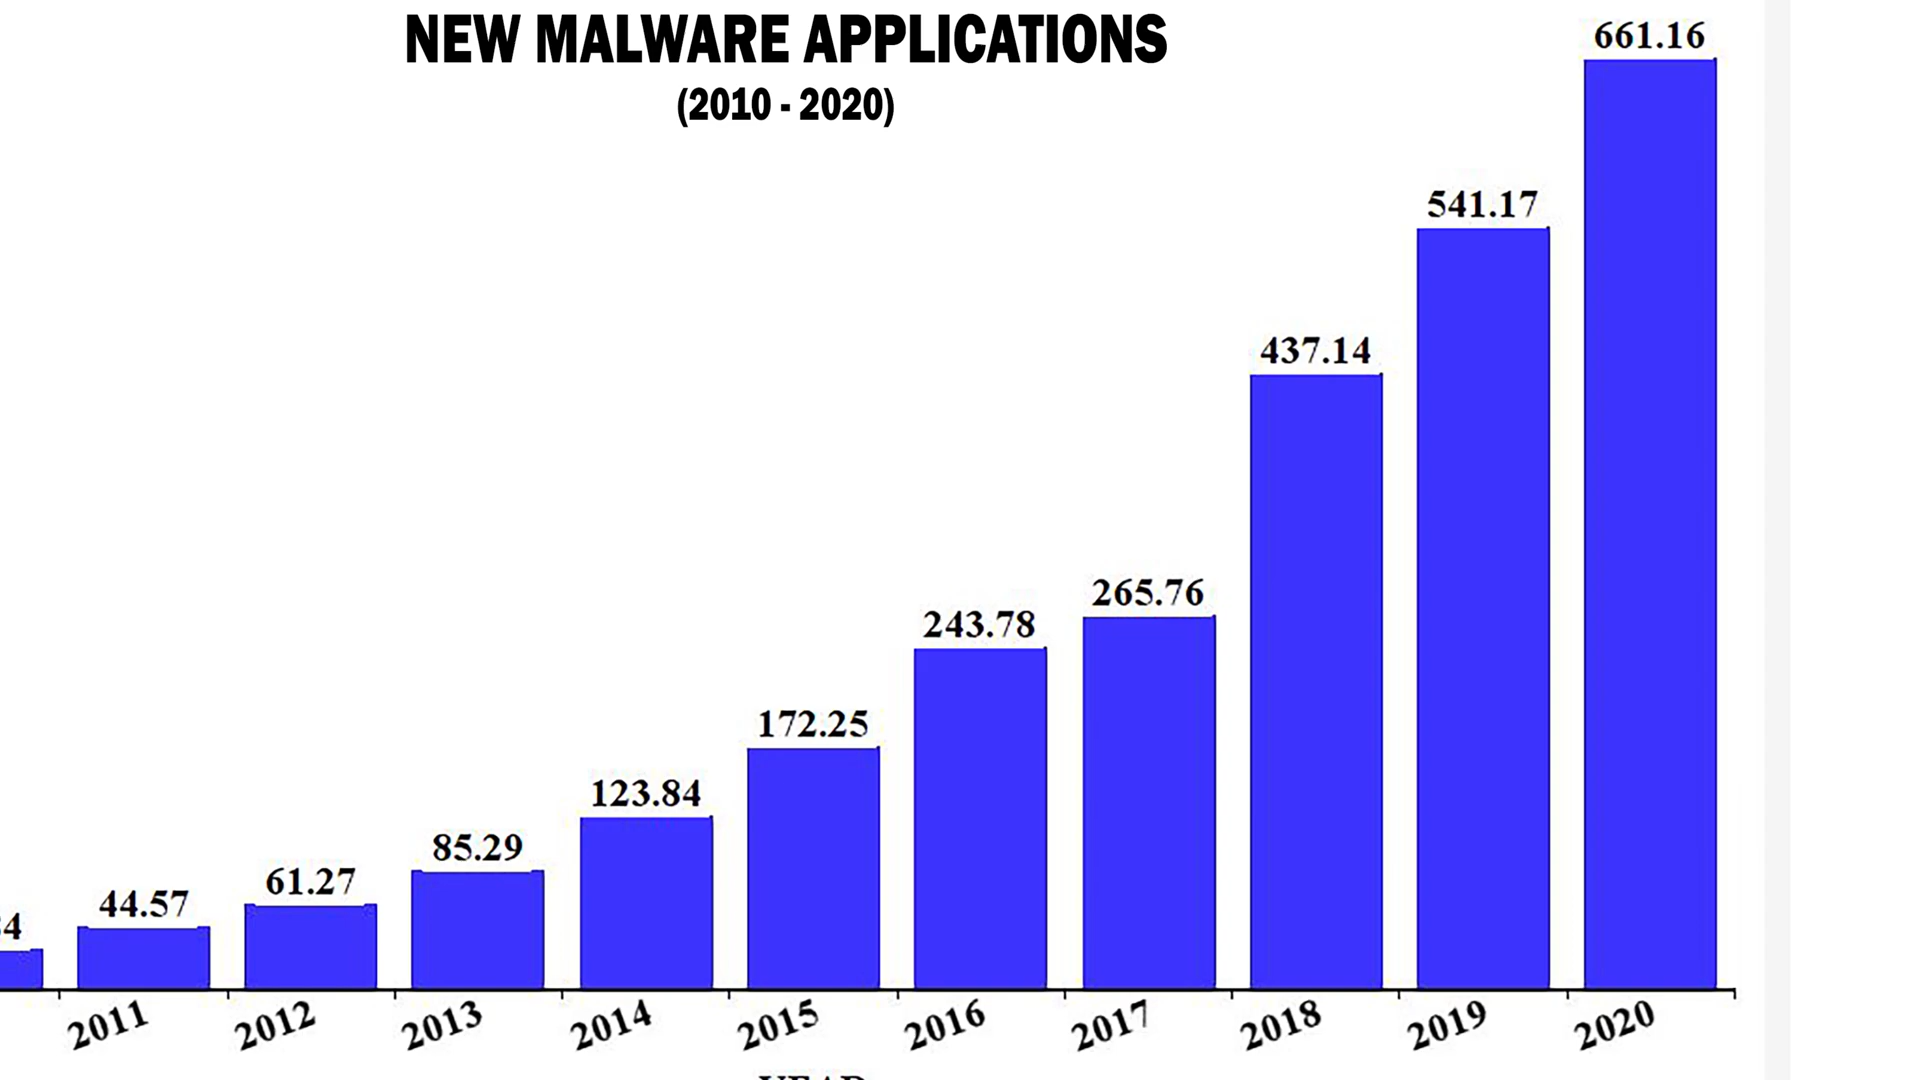 NEW MALWARE APPLICATIONS
(2010 - 2020)
661.16
541.17
437.14
265.76
243.78
172.25
123.84
85.29
61.27
44.57
2011 2012 2013 2014 2015 2016 2017 2018 2019 2020
YEAR